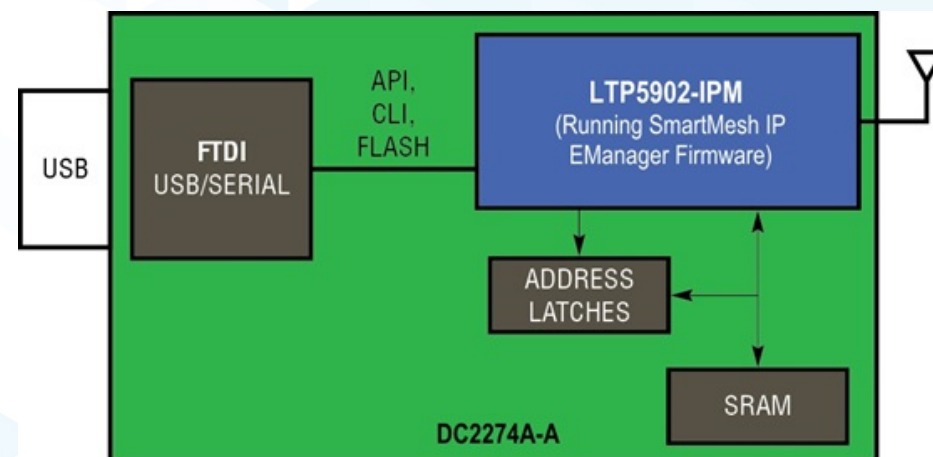 USB
FTDI
USB/SERIAL
API,
CLI,
FLASH
LTP5902-IPM
(Running SmartMesh IP
EManager Firmware)
ADDRESS
LATCHES
SRAM
DC2274A-A